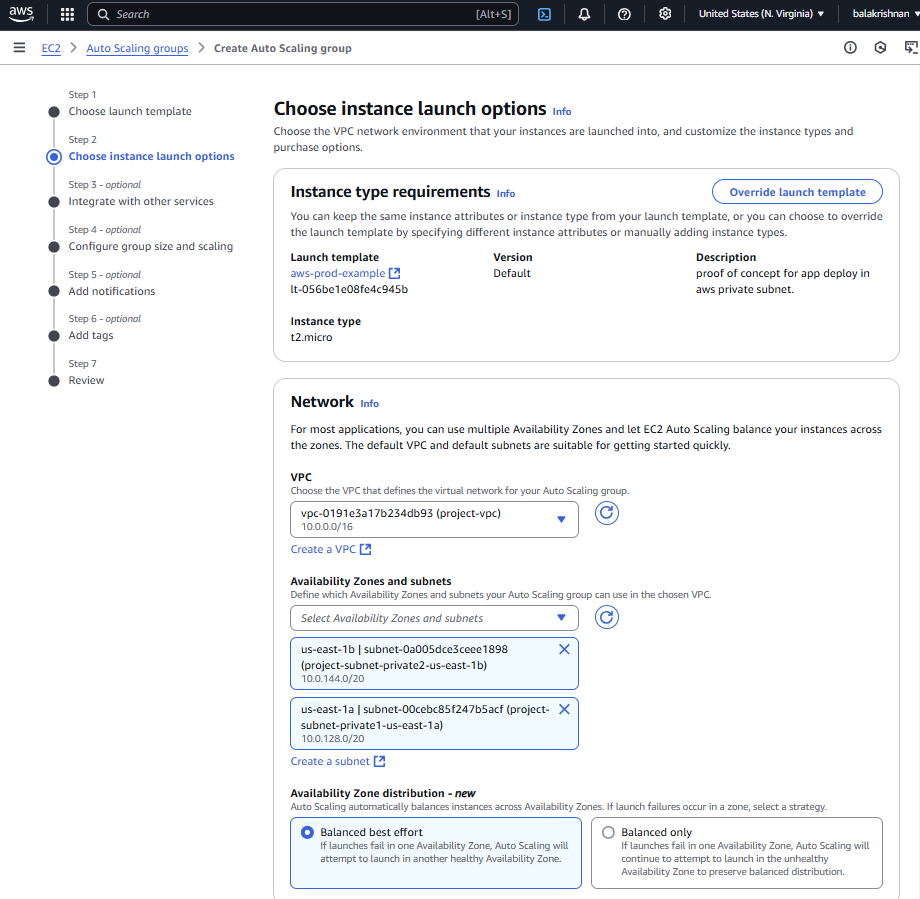 aws
Search [Alt+S]
United States (N. Virginia)
balakrishnan
EC2 > Auto Scaling groups > Create Auto Scaling group
Step 1
Choose launch template
Step 2
Choose instance launch options
Step 3 - optional
Integrate with other services
Step 4 - optional
Configure group size and scaling
Step 5 - optional
Add notifications
Step 6 - optional
Add tags
Step 7
Review
Choose instance launch options Info
Choose the VPC network environment that your instances are launched into, and customize the instance types and
purchase options.
Instance type requirements Info
Override launch template
You can keep the same instance attributes or instance type from your launch template, or you can choose to override
the launch template by specifying different instance attributes or manually adding instance types.
Launch template
aws-prod-example
lt-056be1e08fe4c945b
Version
Default
Description
proof of concept for app deploy in
aws private subnet.
Instance type
t2.micro
Network Info
For most applications, you can use multiple Availability Zones and let EC2 Auto Scaling balance your instances across
the zones. The default VPC and default subnets are suitable for getting started quickly.
VPC
Choose the VPC that defines the virtual network for your Auto Scaling group.
vpc-0191e3a17b234db93 (project-vpc)
10.0.0.0/16
Create a VPC
Availability Zones and subnets
Define which Availability Zones and subnets your Auto Scaling group can use in the chosen VPC.
Select Availability Zones and subnets
us-east-1b | subnet-0a005dce3ceee1898
(project-subnet-private2-us-east-1b)
10.0.144.0/20
us-east-1a | subnet-00cebc85f247b5acf (project-
subnet-private1-us-east-1a)
10.0.128.0/20
Create a subnet
Availability Zone distribution - new
Auto Scaling automatically balances instances across Availability Zones. If launch failures occur in a zone, select a strategy.
Balanced best effort
If launches fail in one Availability Zone, Auto Scaling will
attempt to launch in another healthy Availability Zone.
Balanced only
If launches fail in one Availability Zone, Auto Scaling will
continue to attempt to launch in the unhealthy
Availability Zone to preserve balanced distribution.